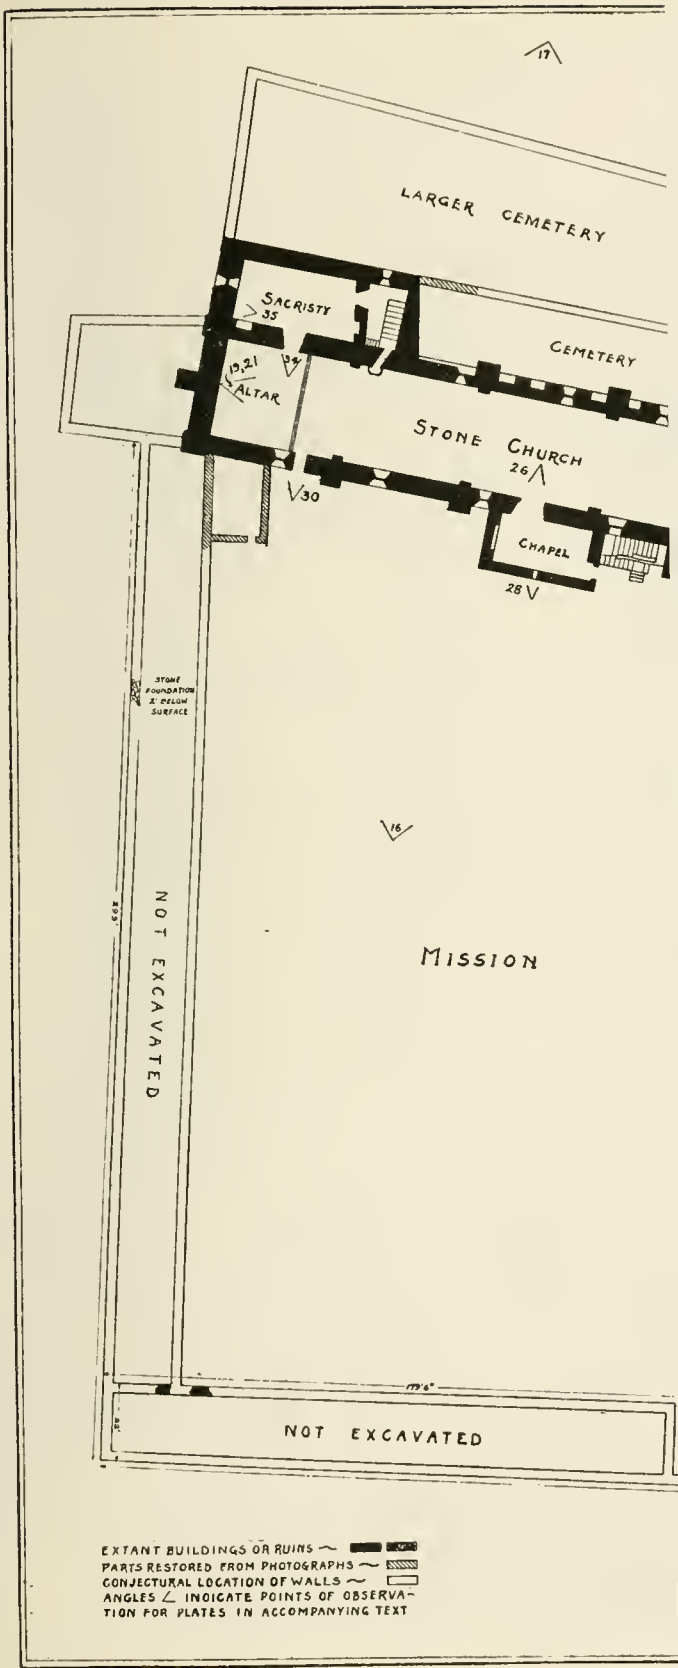 17
LARGER CEMETERY
SACRISTY
35
CEMETERY
34
19,21
ALTAR
STONE CHURCH
26
30
CHAPEL
28
STONE
FOUNDATION
2' BELOW
SURFACE
16
NOT EXCAVATED
MISSION
NOT EXCAVATED
EXTANT BUILDINGS OR RUINS ~
PARTS RESTORED FROM PHOTOGRAPHS ~
CONJECTURAL LOCATION OF WALLS ~
ANGLES ∠ INDICATE POINTS OF OBSERVA-
TION FOR PLATES IN ACCOMPANYING TEXT